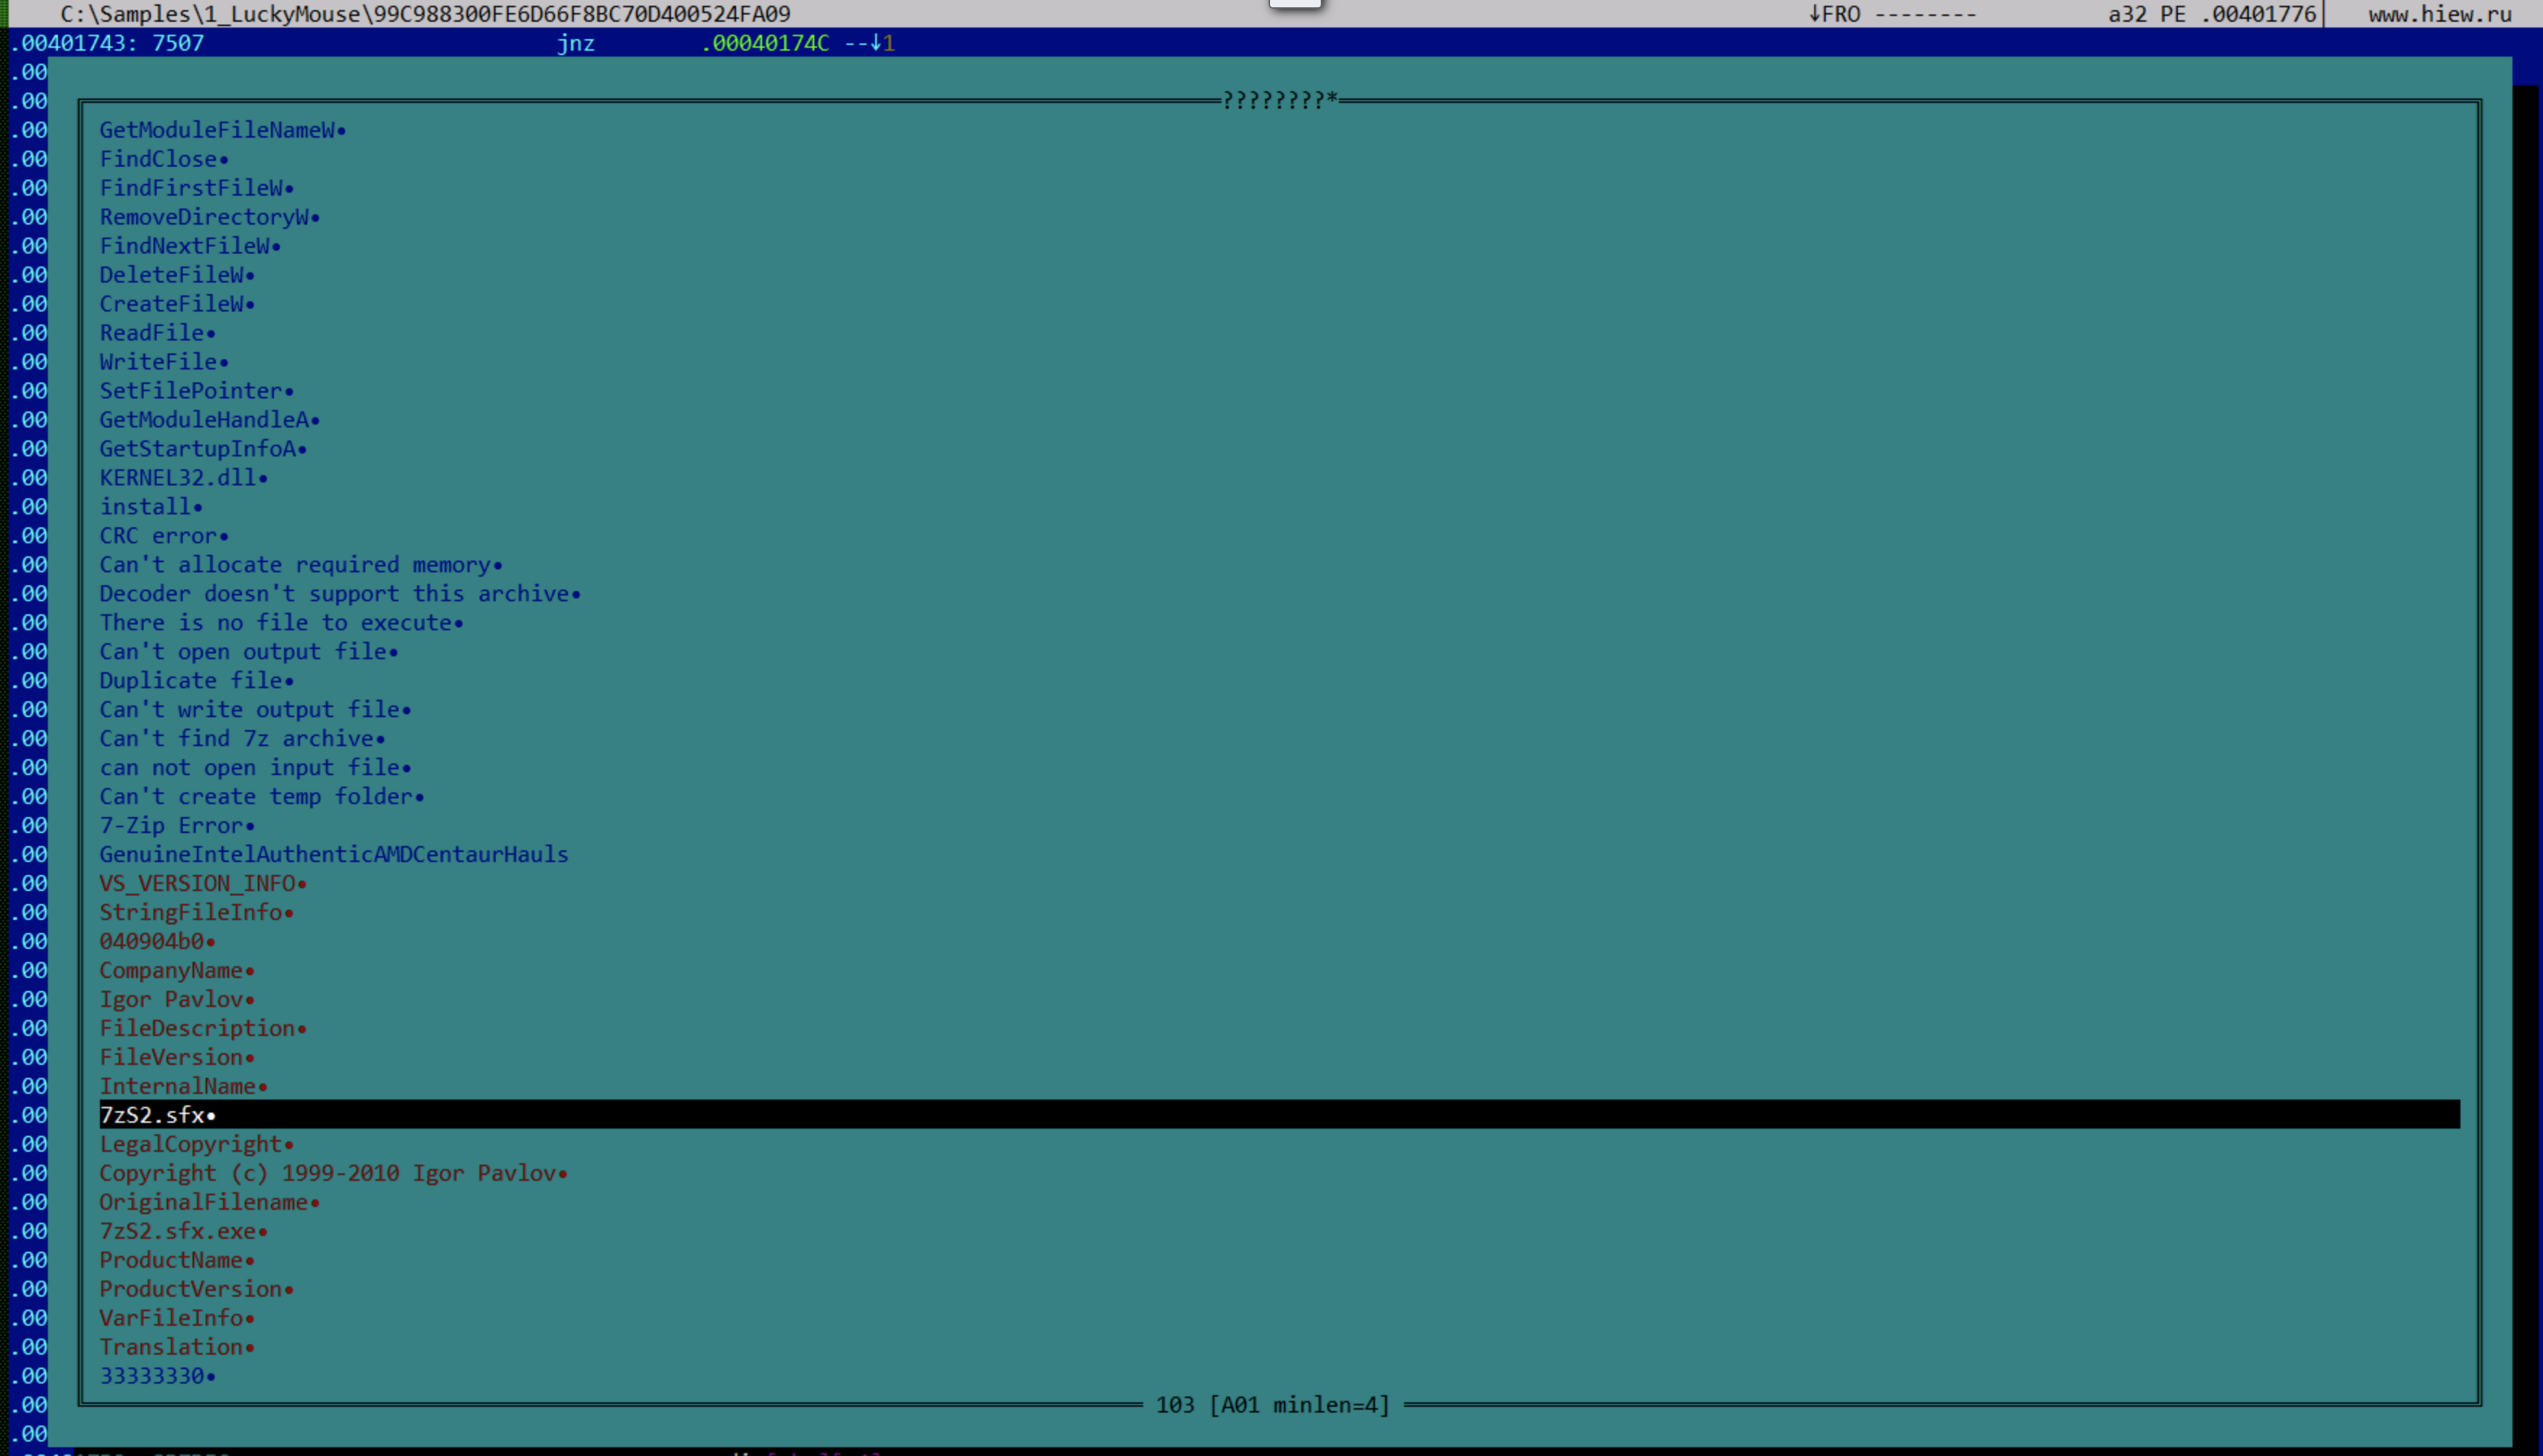 C:\Samples\1_LuckyMouse\99C988300FE6D66F8BC70D400524FA09 ↓FRO -------- a32 PE .00401776│ www.hiew.ru
.00401743: 7507 jnz .00040174C --↓1
.00
.00 ????????*
.00 GetModuleFileNameW•
.00 FindClose•
.00 FindFirstFileW•
.00 RemoveDirectoryW•
.00 FindNextFileW•
.00 DeleteFileW•
.00 CreateFileW•
.00 ReadFile•
.00 WriteFile•
.00 SetFilePointer•
.00 GetModuleHandleA•
.00 GetStartupInfoA•
.00 KERNEL32.dll•
.00 install•
.00 CRC error•
.00 Can't allocate required memory•
.00 Decoder doesn't support this archive•
.00 There is no file to execute•
.00 Can't open output file•
.00 Duplicate file•
.00 Can't write output file•
.00 Can't find 7z archive•
.00 can not open input file•
.00 Can't create temp folder•
.00 7-Zip Error•
.00 GenuineIntelAuthenticAMDCentaurHauls
.00 VS_VERSION_INFO•
.00 StringFileInfo•
.00 040904b0•
.00 CompanyName•
.00 Igor Pavlov•
.00 FileDescription•
.00 FileVersion•
.00 InternalName•
.00 7zS2.sfx•
.00 LegalCopyright•
.00 Copyright (c) 1999-2010 Igor Pavlov•
.00 OriginalFilename•
.00 7zS2.sfx.exe•
.00 ProductName•
.00 ProductVersion•
.00 VarFileInfo•
.00 Translation•
.00 33333330•
.00 103 [A01 minlen=4]
.00